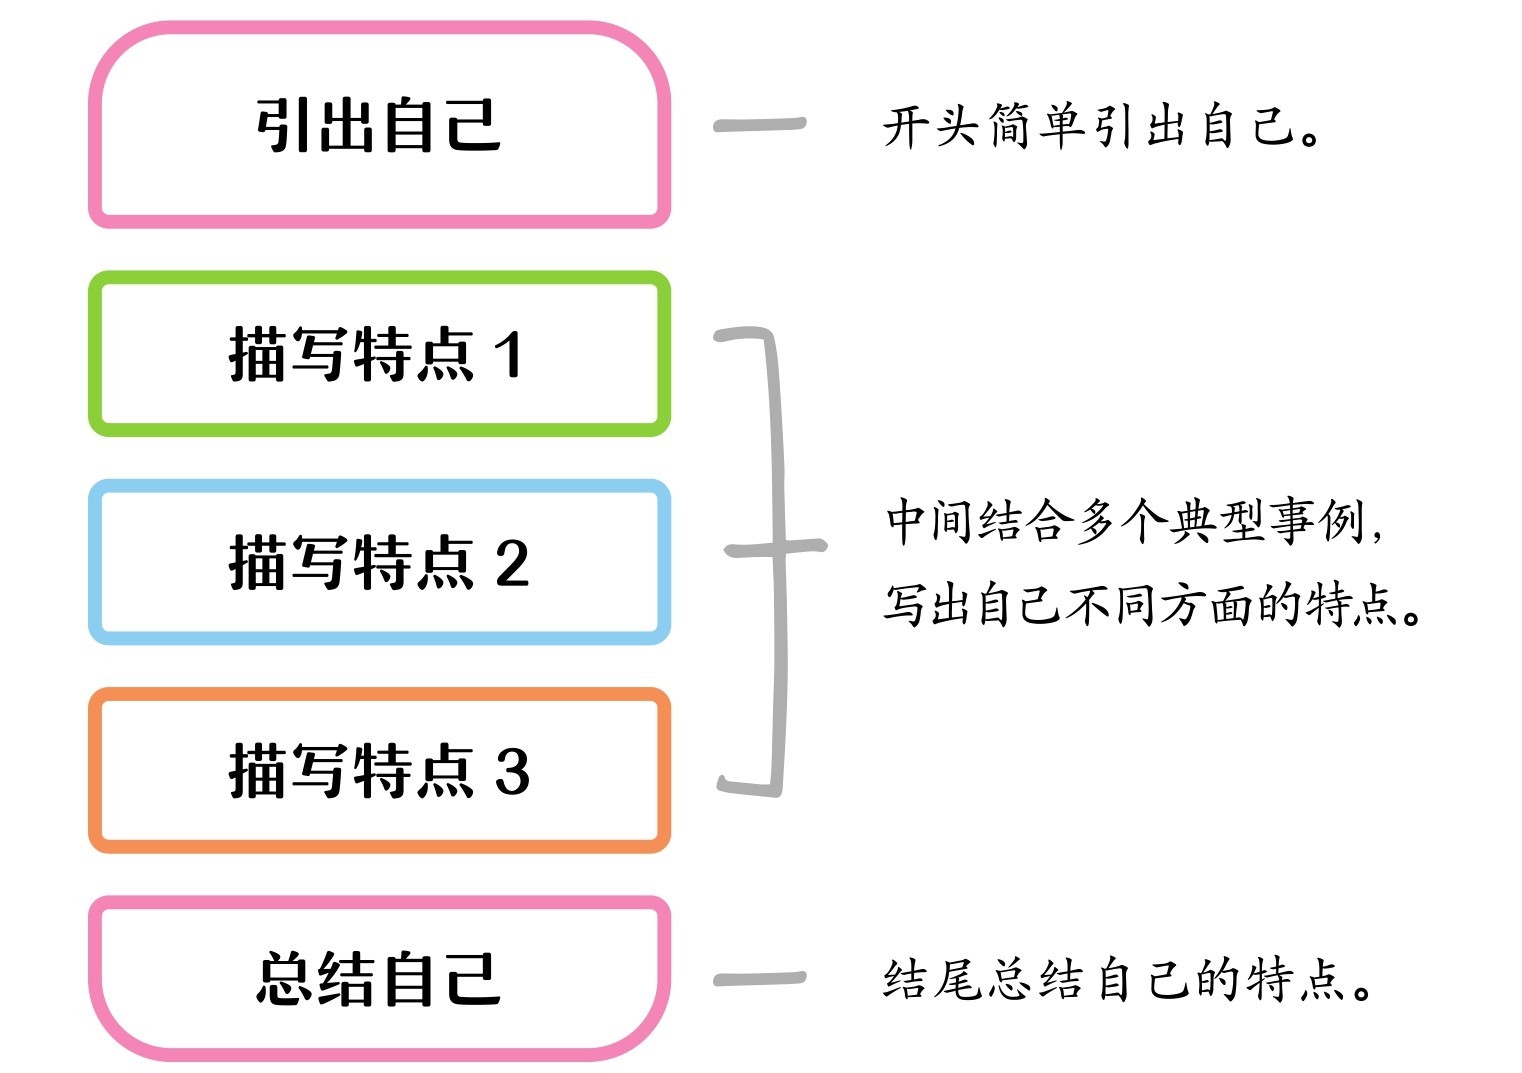 引出自己
开头简单引出自己。
描写特点 1
描写特点 2
描写特点 3
中间结合多个典型事例，
写出自己不同方面的特点。
总结自己
结尾总结自己的特点。